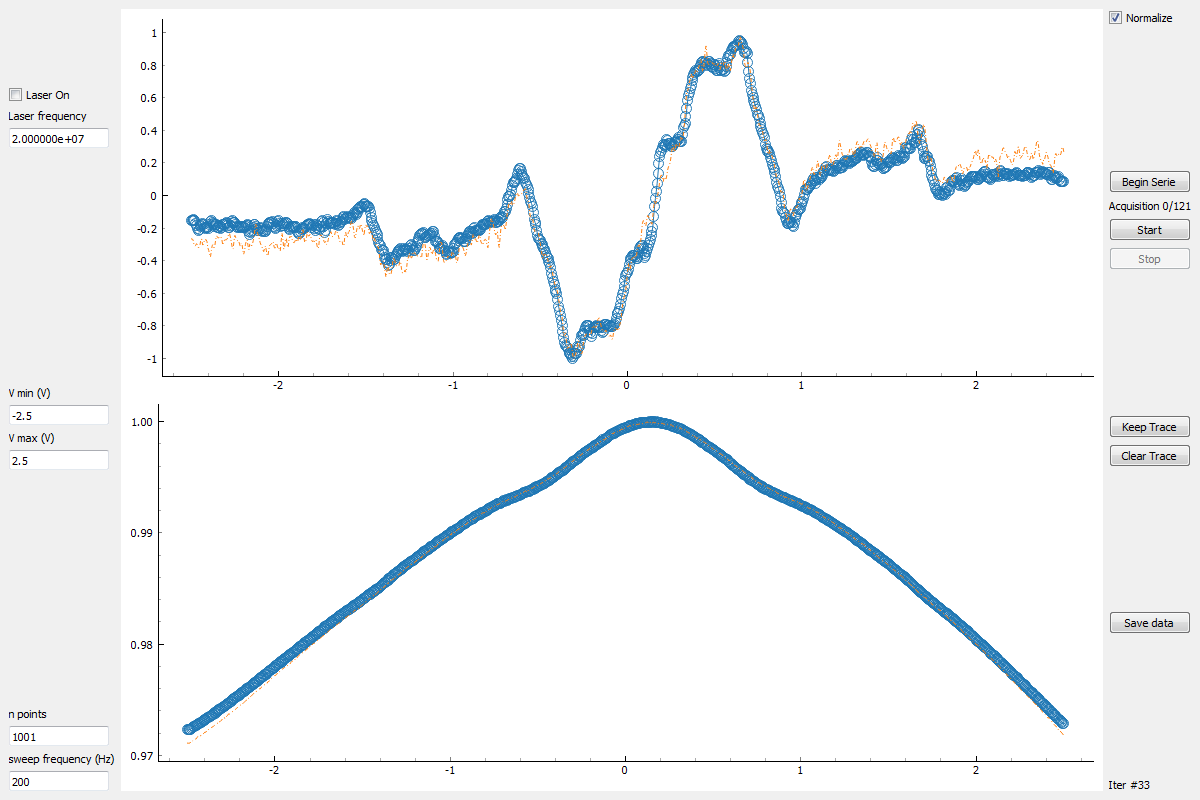 Normalize
Laser On
Laser frequency
2.000000e+07
1
0.8
0.6
0.4
0.2
0
-0.2
-0.4
-0.6
-0.8
-1
-2
-1
0
1
2
Begin Serie
Acquisition 0/121
Start
Stop
V min (V)
-2.5
V max (V)
2.5
1.00
0.99
0.98
0.97
-2
-1
0
1
2
Keep Trace
Clear Trace
Save data
n points
1001
sweep frequency (Hz)
200
Iter #33